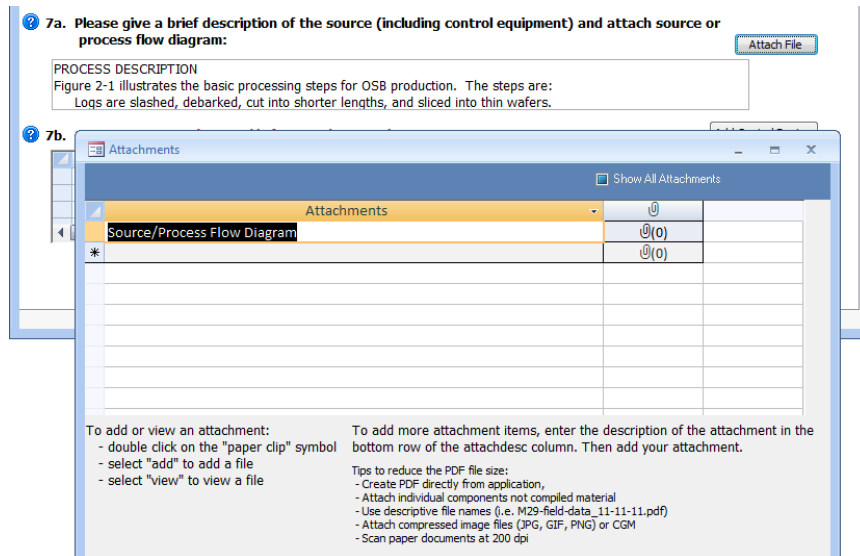 7a. Please give a brief description of the source (including control equipment) and attach source or
process flow diagram:
Attach File
PROCESS DESCRIPTION
Figure 2-1 illustrates the basic processing steps for OSB production. The steps are:
Logs are slashed, debarked, cut into shorter lengths, and sliced into thin wafers.
7b.
Attachments
Show All Attachments
Attachments
Source/Process Flow Diagram
(0)
(0)
To add or view an attachment:
- double click on the "paper clip" symbol
- select "add" to add a file
- select "view" to view a file
To add more attachment items, enter the description of the attachment in the
bottom row of the attachdesc column. Then add your attachment.
Tips to reduce the PDF file size:
- Create PDF directly from application,
- Attach individual components not compiled material
- Use descriptive file names (i.e. M29-field-data_11-11-11.pdf)
- Attach compressed image files (JPG, GIF, PNG) or CGM
- Scan paper documents at 200 dpi